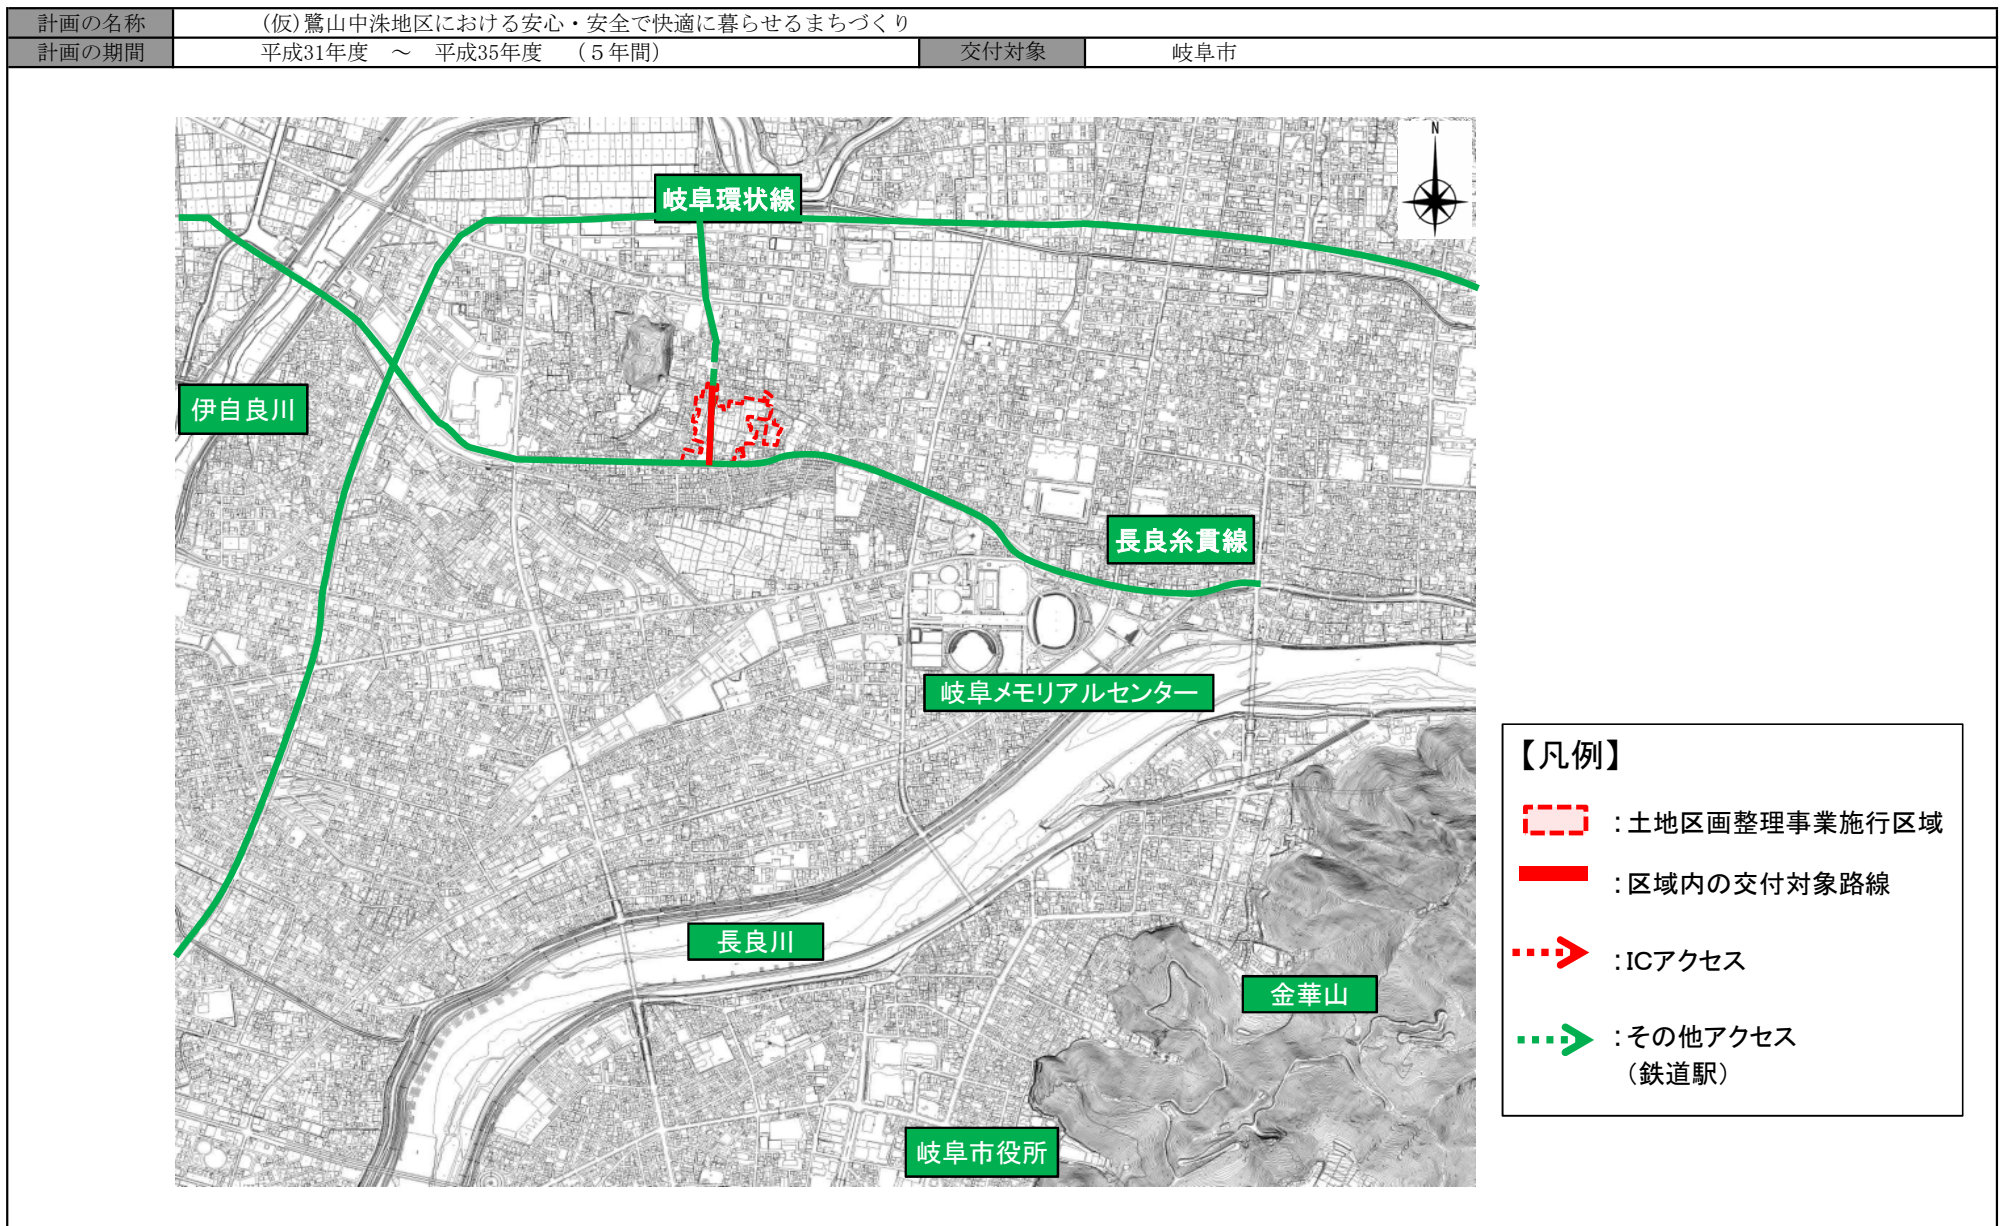 計画の名称 (仮)鷺山中洙地区における安心・安全で快適に暮らせるまちづくり
計画の期間 平成31年度 ～ 平成35年度 （５年間） 交付対象 岐阜市
N
岐阜環状線
伊自良川
長良糸貫線
岐阜メモリアルセンター
長良川
金華山
岐阜市役所
【凡例】
：土地区画整理事業施行区域
：区域内の交付対象路線
：ICアクセス
：その他アクセス
（鉄道駅）